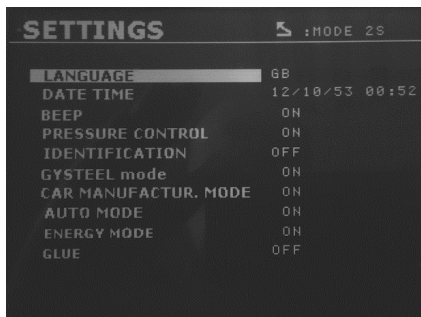 SETTINGS :MODE 2S
LANGUAGE GB
DATE TIME 12/10/53 00:52
BEEP ON
PRESSURE CONTROL ON
IDENTIFICATION OFF
GYSTEEL mode ON
CAR MANUFACTUR. MODE ON
AUTO MODE ON
ENERGY MODE ON
GLUE OFF